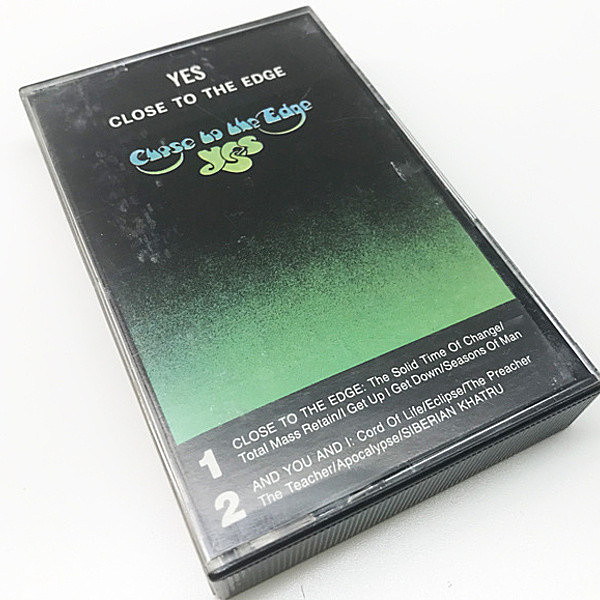 YES
CLOSE TO THE EDGE
Close to the Edge
YES
1 CLOSE TO THE EDGE: The Solid Time Of Change/
Total Mass Retain/I Get Up I Get Down/Seasons Of Man
2 AND YOU AND I: Cord Of Life/Eclipse/The Preacher
The Teacher/Apocalypse/SIBERIAN KHATRU